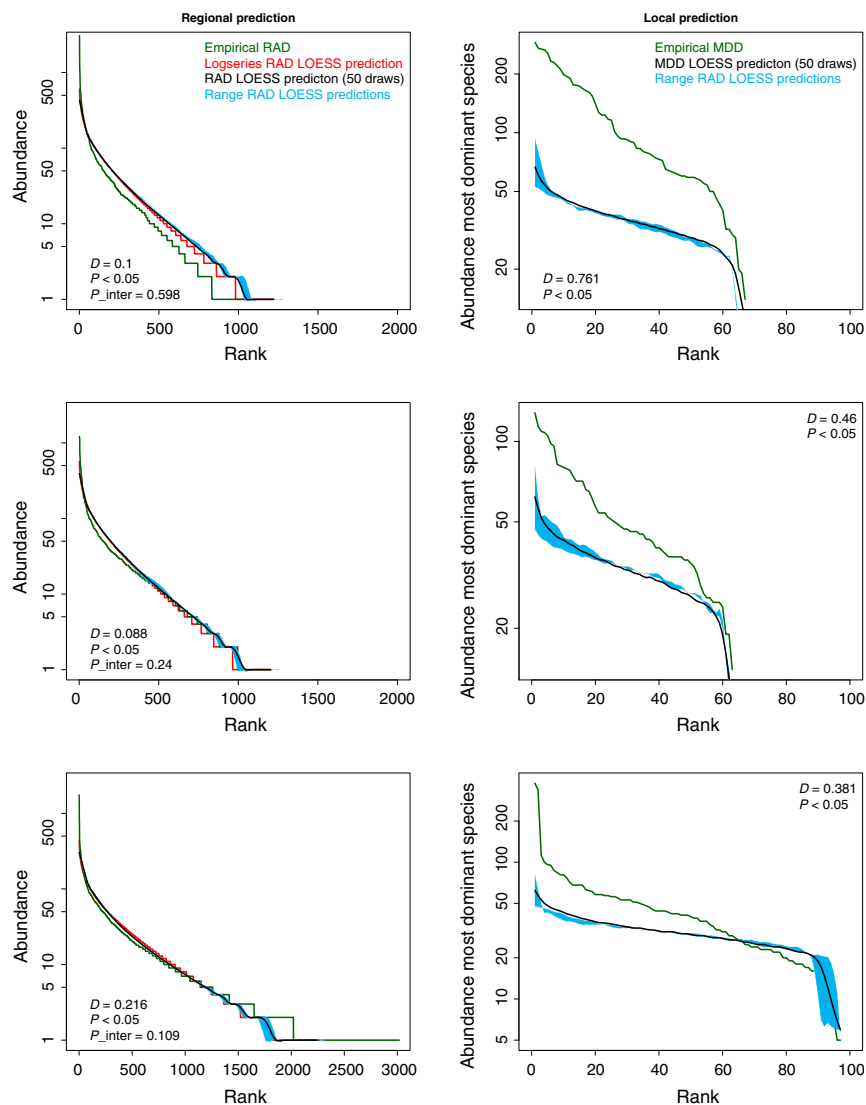 Regional prediction
Local prediction
Empirical RAD
Logseries RAD LOESS prediction
RAD LOESS predicton (50 draws)
Range RAD LOESS predictions
Abundance
500
50
10
5
1
D = 0.1
P < 0.05
P_inter = 0.598
0 500 1000 1500 2000
Rank
Empirical MDD
MDD LOESS predicton (50 draws)
Range RAD LOESS predictions
Abundance most dominant species
200
100
50
20
D = 0.761
P < 0.05
0 20 40 60 80 100
Rank
Abundance
500
50
10
5
1
D = 0.088
P < 0.05
P_inter = 0.24
0 500 1000 1500 2000
Rank
Abundance most dominant species
100
50
20
D = 0.46
P < 0.05
0 20 40 60 80 100
Rank
Abundance
500
50
10
5
1
D = 0.216
P < 0.05
P_inter = 0.109
0 500 1000 1500 2000 2500 3000
Rank
Abundance most dominant species
200
100
50
20
10
5
D = 0.381
P < 0.05
0 20 40 60 80 100
Rank